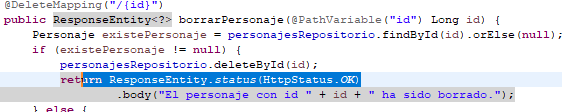 @DeleteMapping("/{id}")
public ResponseEntity<?> borrarPersonaje(@PathVariable("id") Long id) {
Personaje existePersonaje = personajesRepositorio.findById(id).orElse(null);
if (existePersonaje != null) {
personajesRepositorio.deleteById(id);
return ResponseEntity.status(HttpStatus.OK)
.body("El personaje con id " + id + " ha sido borrado.");
} else {